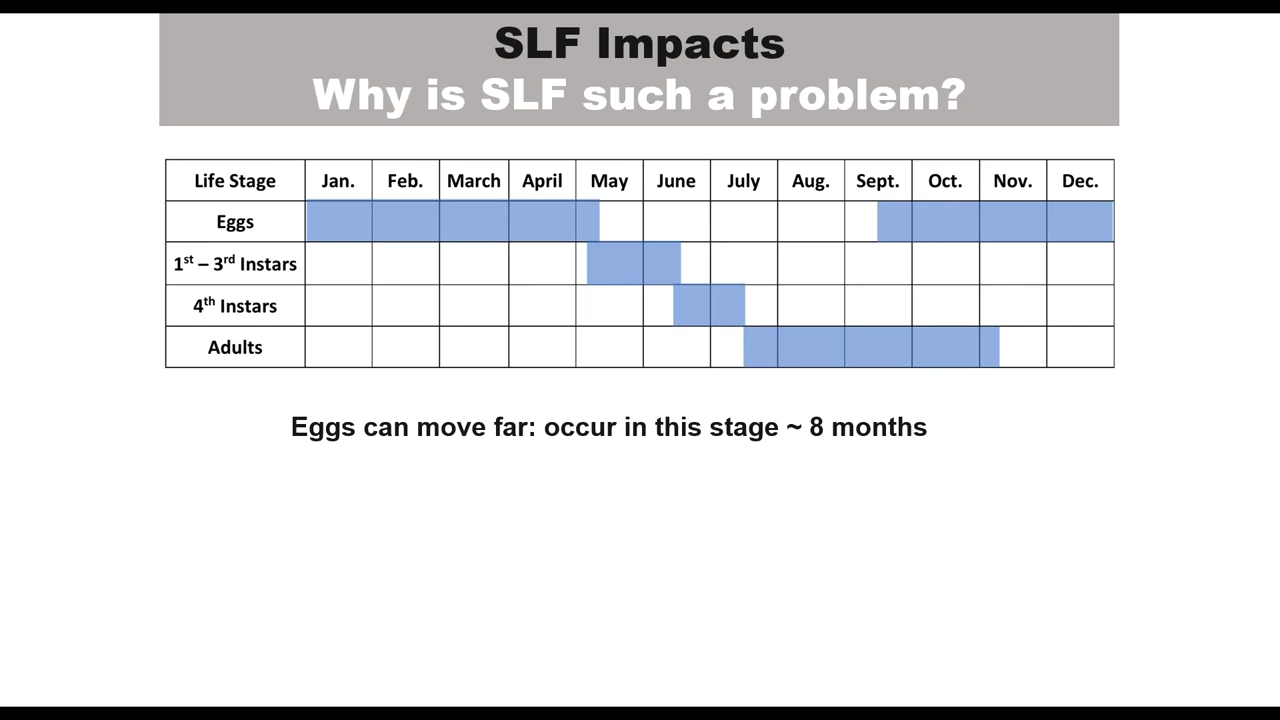 SLF Impacts
Why is SLF such a problem?
Life Stage Jan. Feb. March April May June July Aug. Sept. Oct. Nov. Dec.
Eggs
1st – 3rd Instars
4th Instars
Adults
Eggs can move far: occur in this stage ~ 8 months